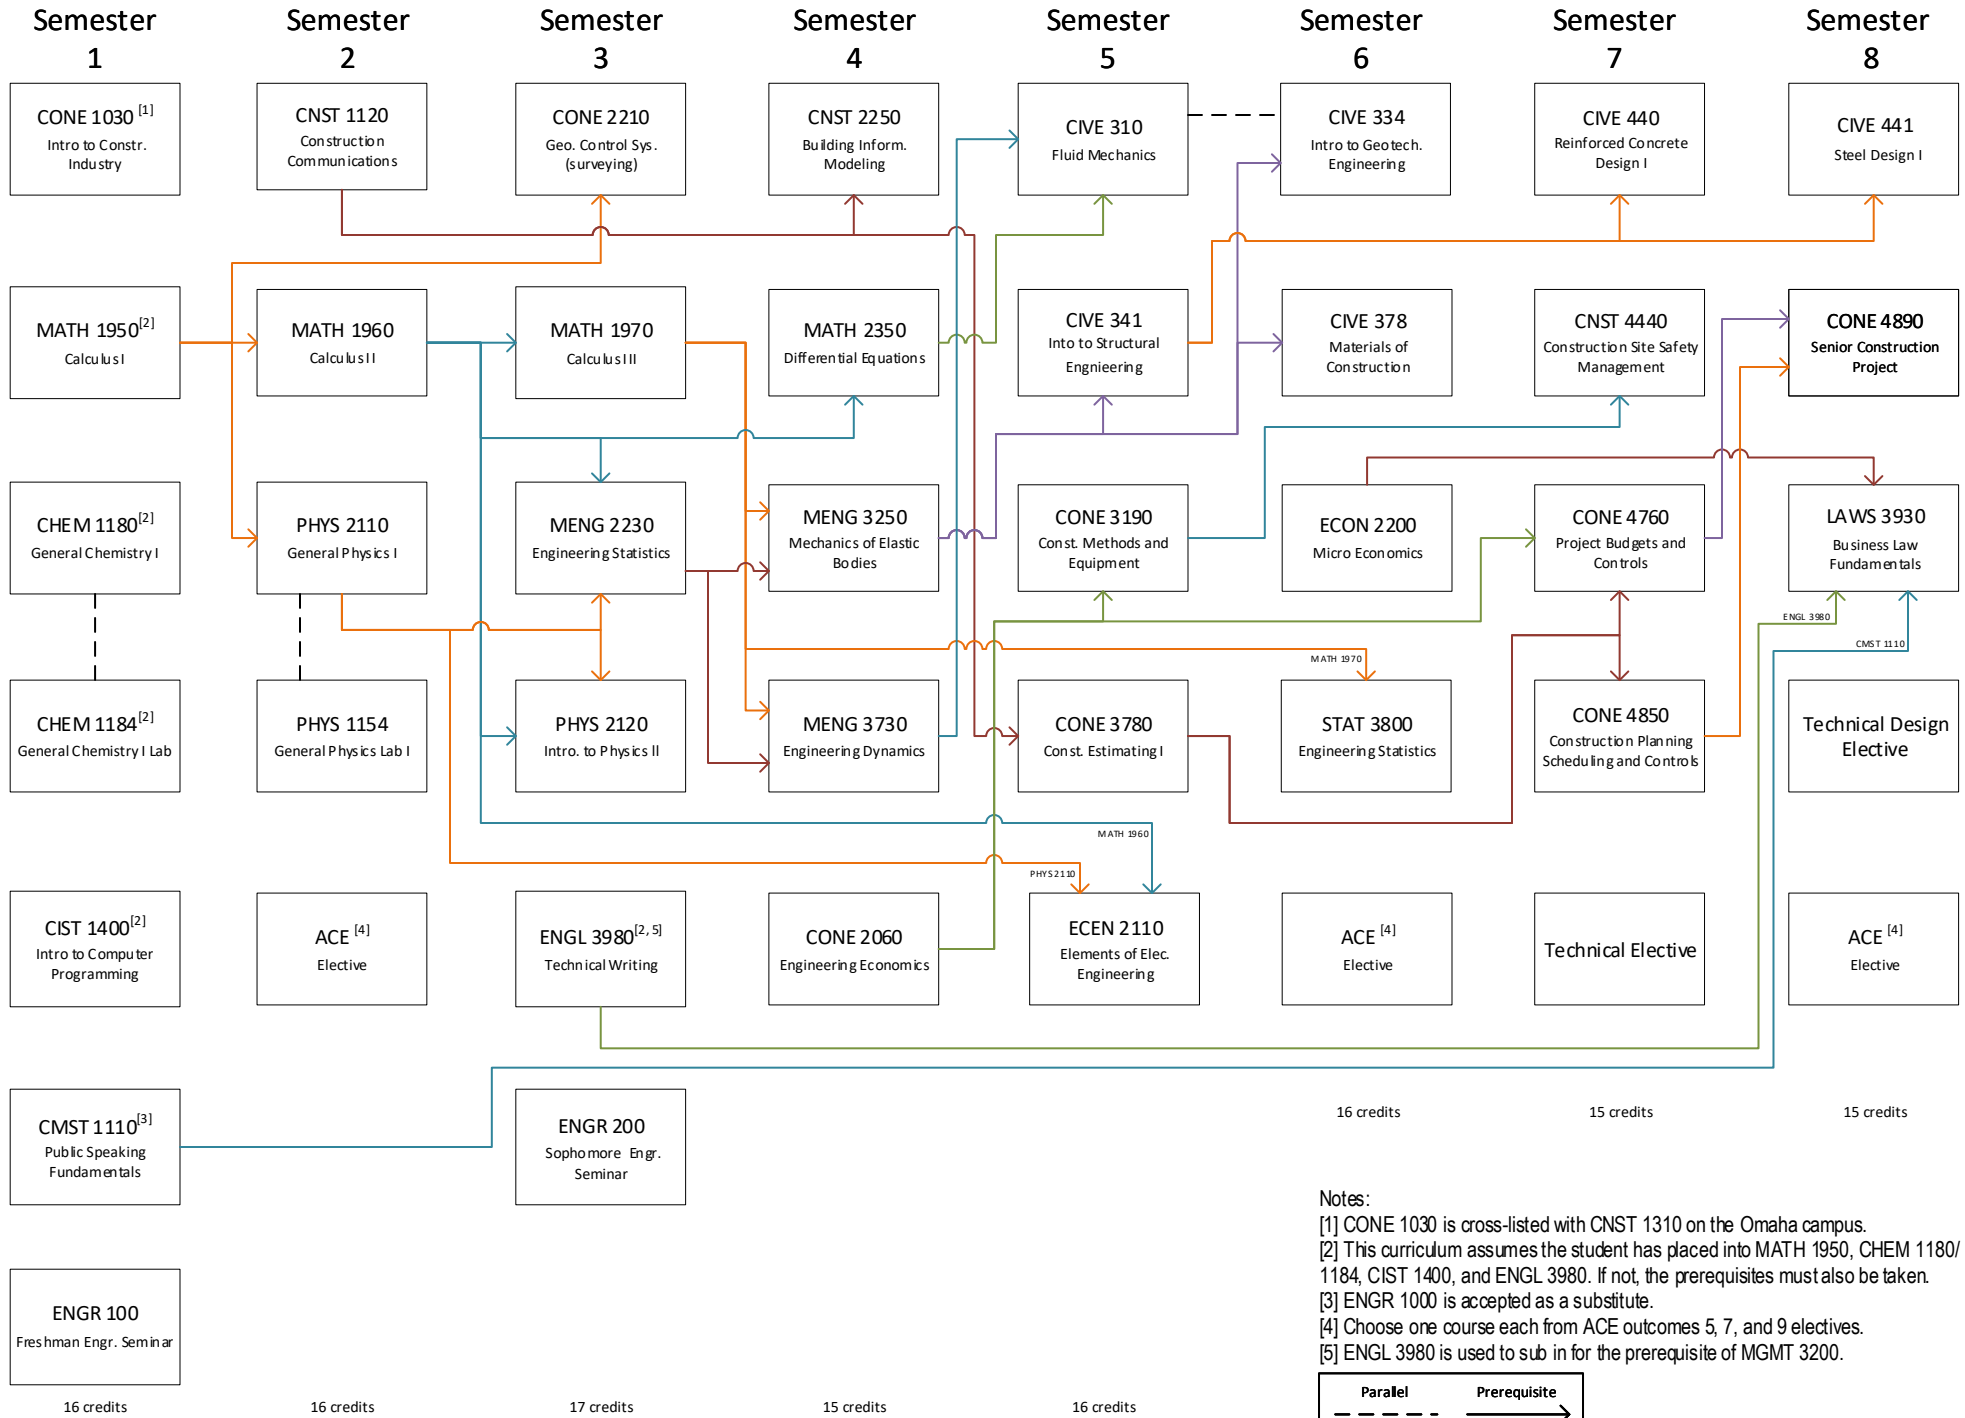 Semester
1
Semester
2
Semester
3
Semester
4
Semester
5
Semester
6
Semester
7
Semester
8
CONE 1030 [1]
Intro to Constr.
Industry
CNST 1120
Construction
Communications
CONE 2210
Geo. Control Sys.
(surveying)
CNST 2250
Building Inform.
Modeling
CIVE 310
Fluid Mechanics
CIVE 334
Intro to Geotech.
Engineering
CIVE 440
Reinforced Concrete
Design I
CIVE 441
Steel Design I
MATH 1950[2]
Calculus I
MATH 1960
Calculus II
MATH 1970
Calculus III
MATH 2350
Differential Equations
CIVE 341
Into to Structural
Engnieering
CIVE 378
Materials of
Construction
CNST 4440
Construction Site Safety
Management
CONE 4890
Senior Construction
Project
CHEM 1180[2]
General Chemistry I
PHYS 2110
General Physics I
MENG 2230
Engineering Statistics
MENG 3250
Mechanics of Elastic
Bodies
CONE 3190
Const. Methods and
Equipment
ECON 2200
Micro Economics
CONE 4760
Project Budgets and
Controls
LAWS 3930
Business Law
Fundamentals
ENGL 3980
CMST 1110
MATH 1970
CHEM 1184[2]
General Chemistry I Lab
PHYS 1154
General Physics Lab I
PHYS 2120
Intro. to Physics II
MENG 3730
Engineering Dynamics
CONE 3780
Const. Estimating I
STAT 3800
Engineering Statistics
CONE 4850
Construction Planning
Scheduling and Controls
Technical Design
Elective
MATH 1960
PHYS 2110
CIST 1400[2]
Intro to Computer
Programming
ACE [4]
Elective
ENGL 3980[2, 5]
Technical Writing
CONE 2060
Engineering Economics
ECEN 2110
Elements of Elec.
Engineering
ACE [4]
Elective
Technical Elective
ACE [4]
Elective
CMST 1110[3]
Public Speaking
Fundamentals
ENGR 200
Sophomore Engr.
Seminar
16 credits
15 credits
15 credits
ENGR 100
Freshman Engr. Seminar
Notes:
[1] CONE 1030 is cross-listed with CNST 1310 on the Omaha campus.
[2] This curriculum assumes the student has placed into MATH 1950, CHEM 1180/
1184, CIST 1400, and ENGL 3980. If not, the prerequisites must also be taken.
[3] ENGR 1000 is accepted as a substitute.
[4] Choose one course each from ACE outcomes 5, 7, and 9 electives.
[5] ENGL 3980 is used to sub in for the prerequisite of MGMT 3200.
Parallel
Prerequisite
16 credits
16 credits
17 credits
15 credits
16 credits